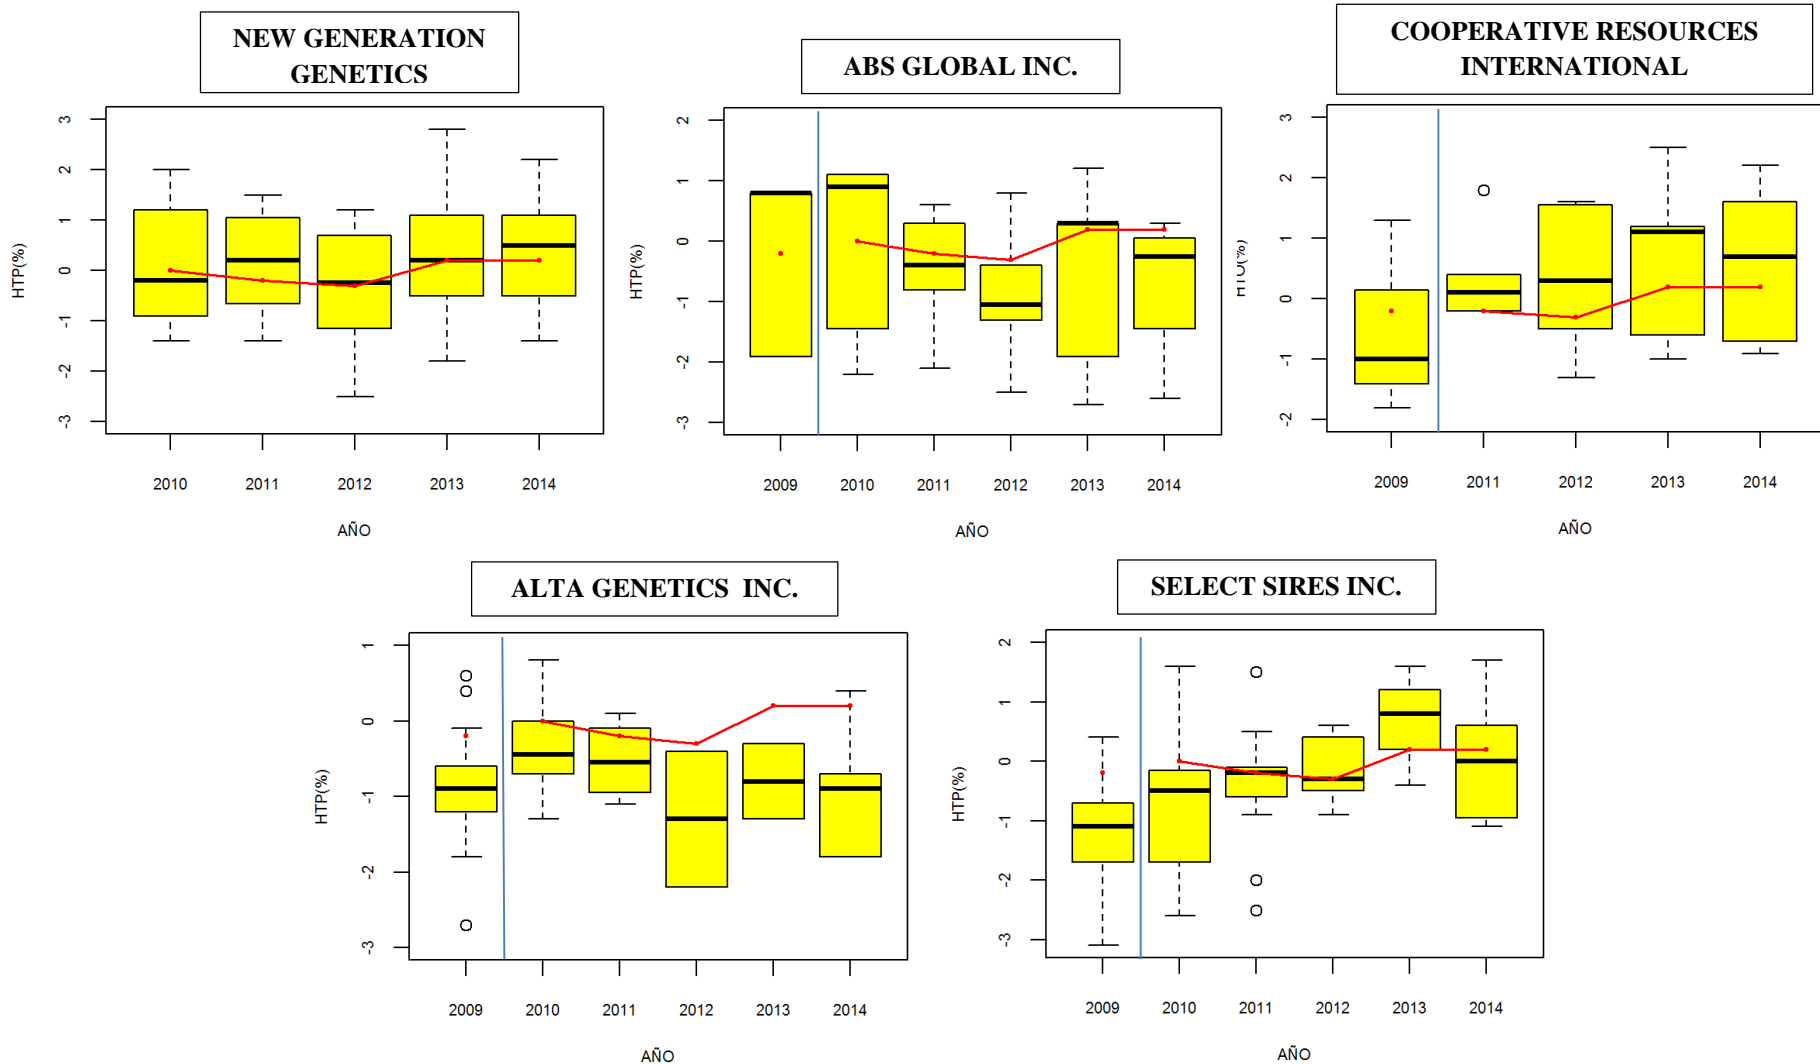 NEW GENERATION
GENETICS
HTP(%)
3
2
1
0
-1
-2
-3
2010 2011 2012 2013 2014
AÑO
ABS GLOBAL INC.
HTP(%)
2
1
0
-1
-2
-3
2009 2010 2011 2012 2013 2014
AÑO
COOPERATIVE RESOURCES
INTERNATIONAL
HTO(%)
3
2
1
0
-1
-2
2009 2011 2012 2013 2014
AÑO
ALTA GENETICS INC.
HTP(%)
1
0
-1
-2
-3
2009 2010 2011 2012 2013 2014
AÑO
SELECT SIRES INC.
HTP(%)
2
1
0
-1
-2
-3
2009 2010 2011 2012 2013 2014
AÑO